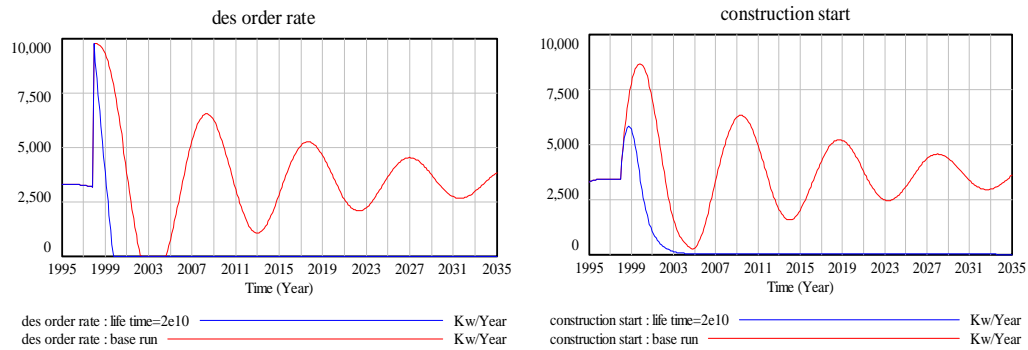 des order rate
10,000
7,500
5,000
2,500
0
1995 1999 2003 2007 2011 2015 2019 2023 2027 2031 2035
Time (Year)
des order rate : life time=2e10 Kw/Year
des order rate : base run Kw/Year
construction start
10,000
7,500
5,000
2,500
0
1995 1999 2003 2007 2011 2015 2019 2023 2027 2031 2035
Time (Year)
construction start : life time=2e10 Kw/Year
construction start : base run Kw/Year